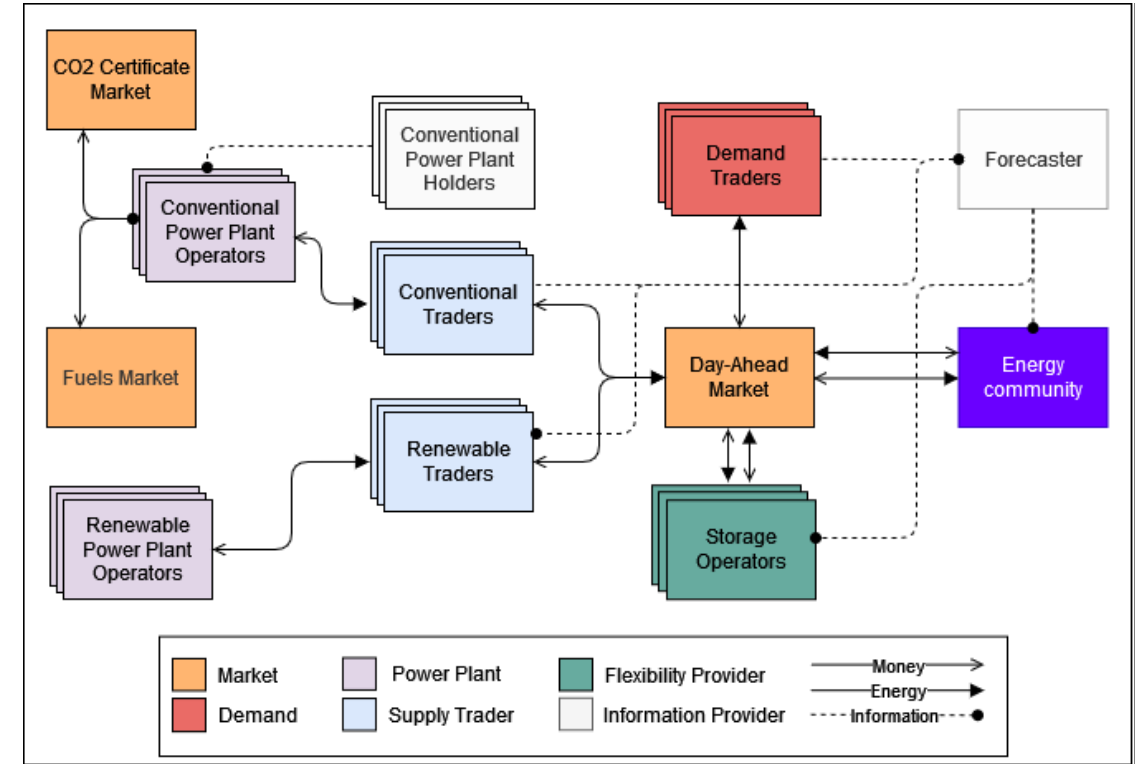 CO2 Certificate
Market
Conventional
Power Plant
Holders
Demand
Traders
Forecaster
Conventional
Power Plant
Operators
Conventional
Traders
Fuels Market
Day-Ahead
Market
Energy
community
Renewable
Traders
Renewable
Power Plant
Operators
Storage
Operators
Market
Power Plant
Flexibility Provider
Money
Energy
Demand
Supply Trader
Information Provider
Information